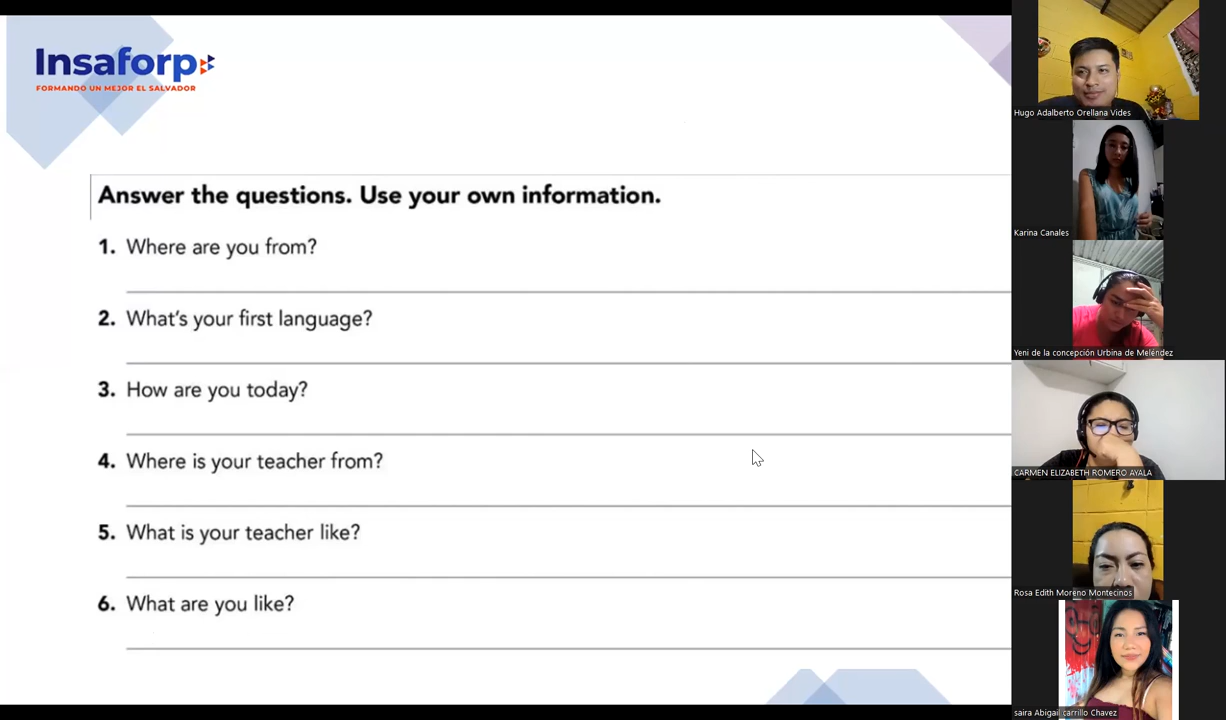 Insaforp
FORMANDO UN MEJOR EL SALVADOR
Answer the questions. Use your own information.
1. Where are you from?
2. What's your first language?
3. How are you today?
4. Where is your teacher from?
5. What is your teacher like?
6. What are you like?
Hugo Adalberto Orellana Vides
Karina Canales
Yeni de la concepción Urbina de Meléndez
CARMEN ELIZABETH ROMERO AYALA
Rosa Edith Moreno Montecinos
saira Abigail carrillo Chavez